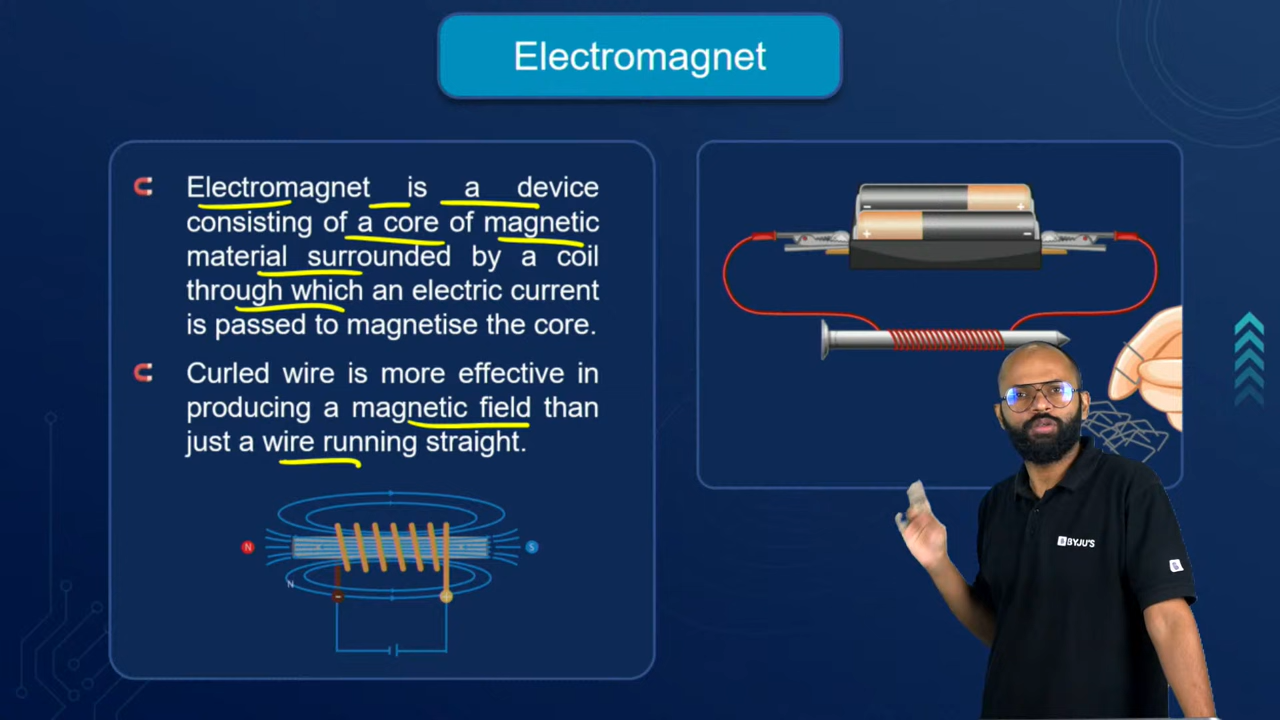 Electromagnet
Electromagnet is a device
consisting of a core of magnetic
material surrounded by a coil
through which an electric current
is passed to magnetise the core.
Curled wire is more effective in
producing a magnetic field than
just a wire running straight.
N
S
N
-
+
-
+
+
-
BYJU'S